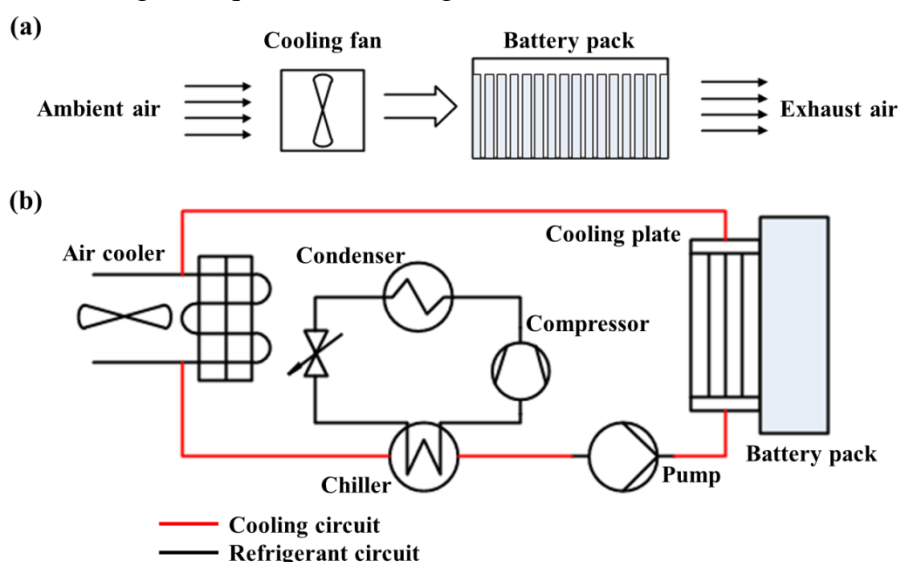 (a)
Cooling fan
Battery pack
Ambient air
Exhaust air
(b)
Cooling plate
Air cooler
Condenser
Compressor
Battery pack
Pump
Chiller
Cooling circuit
Refrigerant circuit